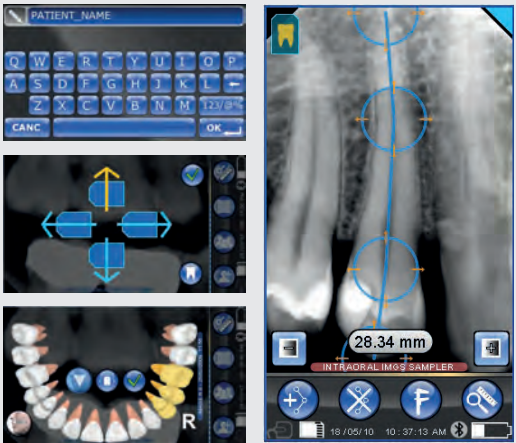 PATIENT_NAME
Q W E R T Y U I O P
A S D F G H J K L ←
Z X C V B N M 123/@%
CANC OK
R
28.34 mm
INTRAORAL IMGS SAMPLER
F
18/05/10 10:37:13 AM